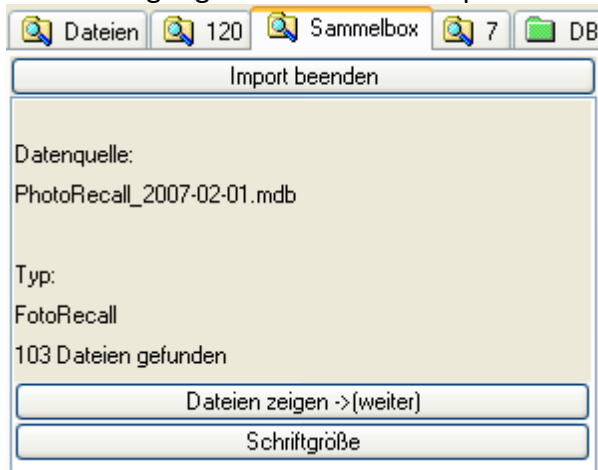 Dateien 120 Sammelbox 7 DB
Import beenden
Datenquelle:
PhotoRecall_2007-02-01.mdb
Typ:
FotoRecall
103 Dateien gefunden
Dateien zeigen ->(weiter)
Schriftgröße